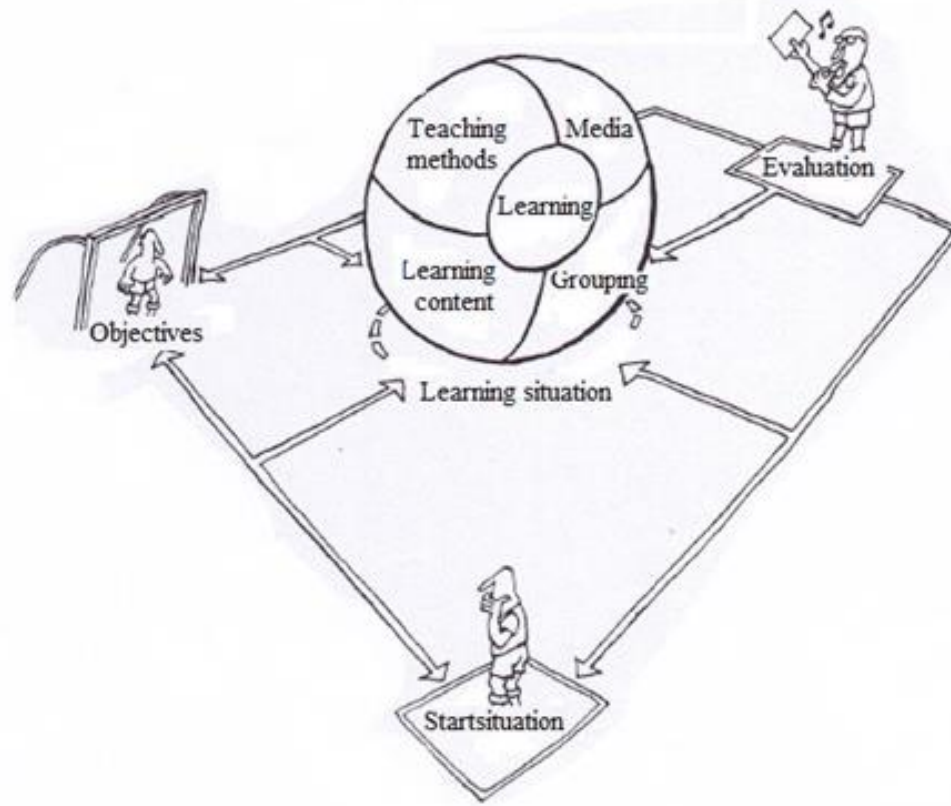 Teaching
methods
Media
Evaluation
Learning
Learning
content
Grouping
Objectives
Learning situation
Startsituation